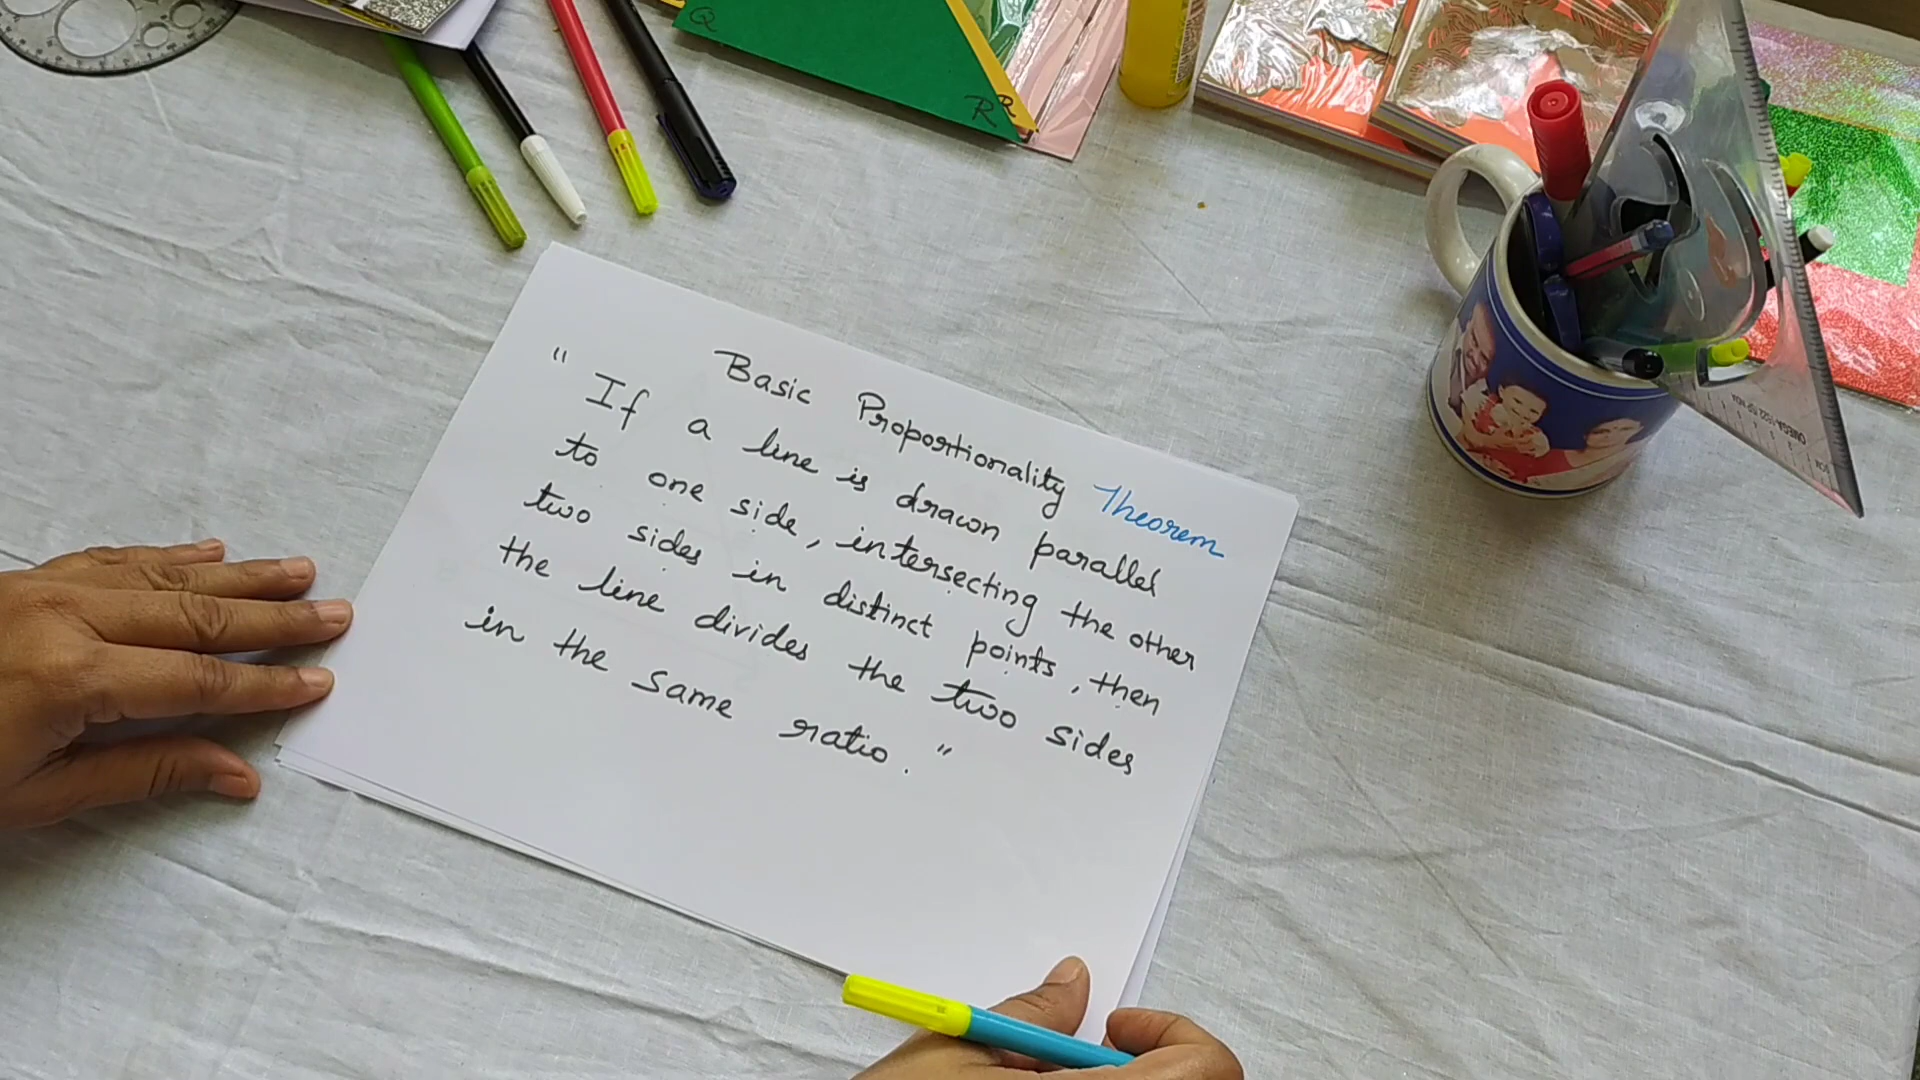 Basic Proportionality Theorem
" If a line is drawn parallel
to one side, intersecting the other
two sides in distinct points, then
the line divides the two sides
in the same ratio. "
Q
R
R